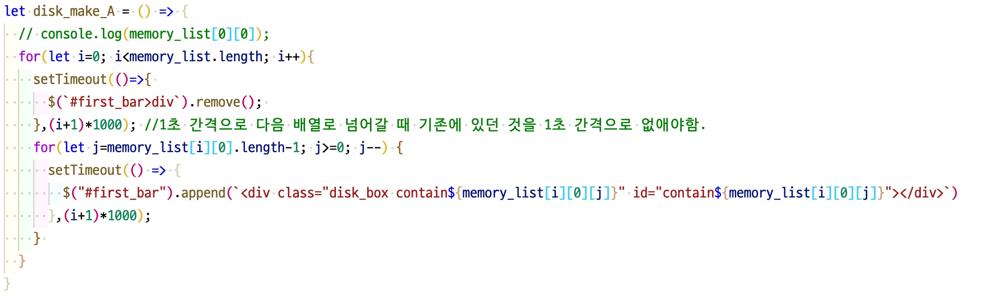 let disk_make_A = () => {
// console.log(memory_list[0][0]);
for(let i=0; i<memory_list.length; i++){
setTimeout(()=>{
$(`#first_bar>div`).remove();
},(i+1)*1000); //1초 간격으로 다음 배열로 넘어갈 때 기존에 있던 것을 1초 간격으로 없애야함.
for(let j=memory_list[i][0].length-1; j>=0; j--) {
setTimeout(() => {
$("#first_bar").append(`<div class="disk_box contain${memory_list[i][0][j]}" id="contain${memory_list[i][0][j]}"></div>`)
},(i+1)*1000);
}
}
}